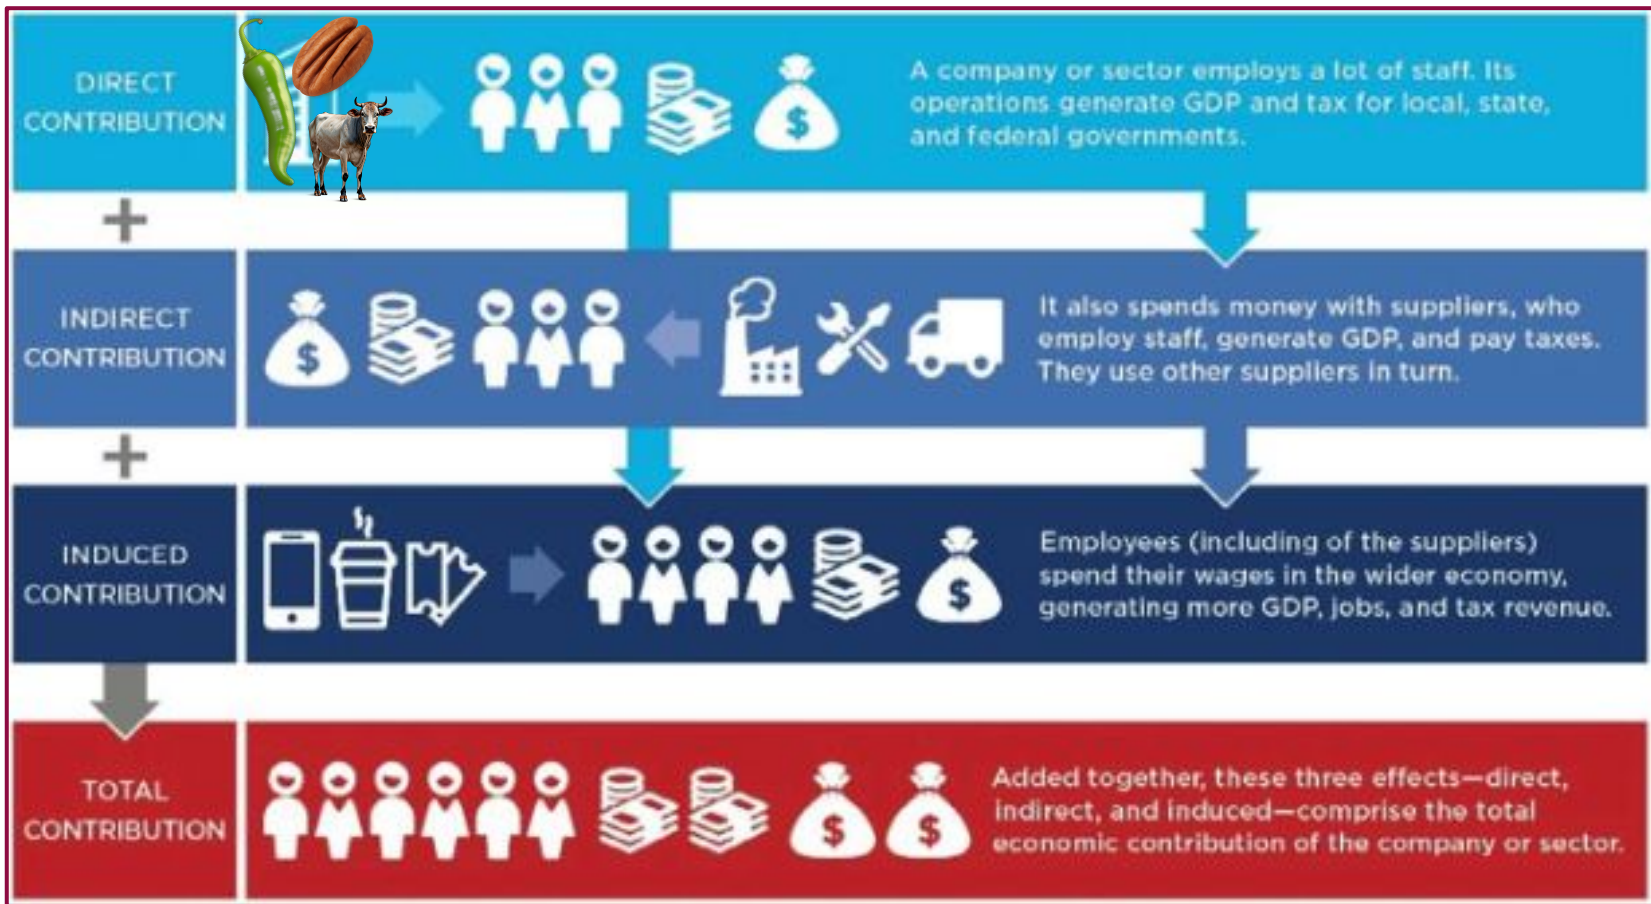 DIRECT
CONTRIBUTION
A company or sector employs a lot of staff. Its
operations generate GDP and tax for local, state,
and federal governments.
+
INDIRECT
CONTRIBUTION
$
It also spends money with suppliers, who
employ staff, generate GDP, and pay taxes.
They use other suppliers in turn.
+
INDUCED
CONTRIBUTION
$
Employees (including of the suppliers)
spend their wages in the wider economy,
generating more GDP, jobs, and tax revenue.
TOTAL
CONTRIBUTION
$ $
Added together, these three effects—direct,
indirect, and induced—comprise the total
economic contribution of the company or sector.